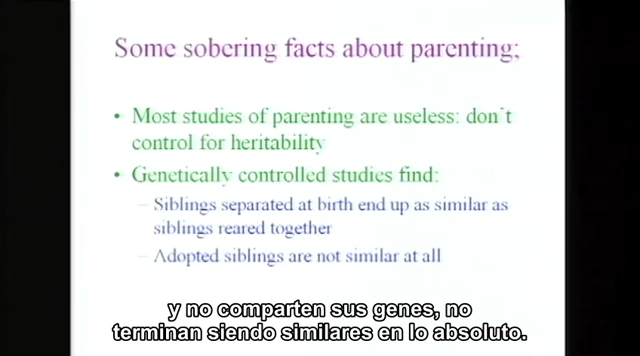 Some sobering facts about parenting;
• Most studies of parenting are useless: don't
control for heritability
• Genetically controlled studies find:
– Siblings separated at birth end up as similar as
siblings reared together
– Adopted siblings are not similar at all
y no comparten sus genes, no
terminan siendo similares en lo absoluto.